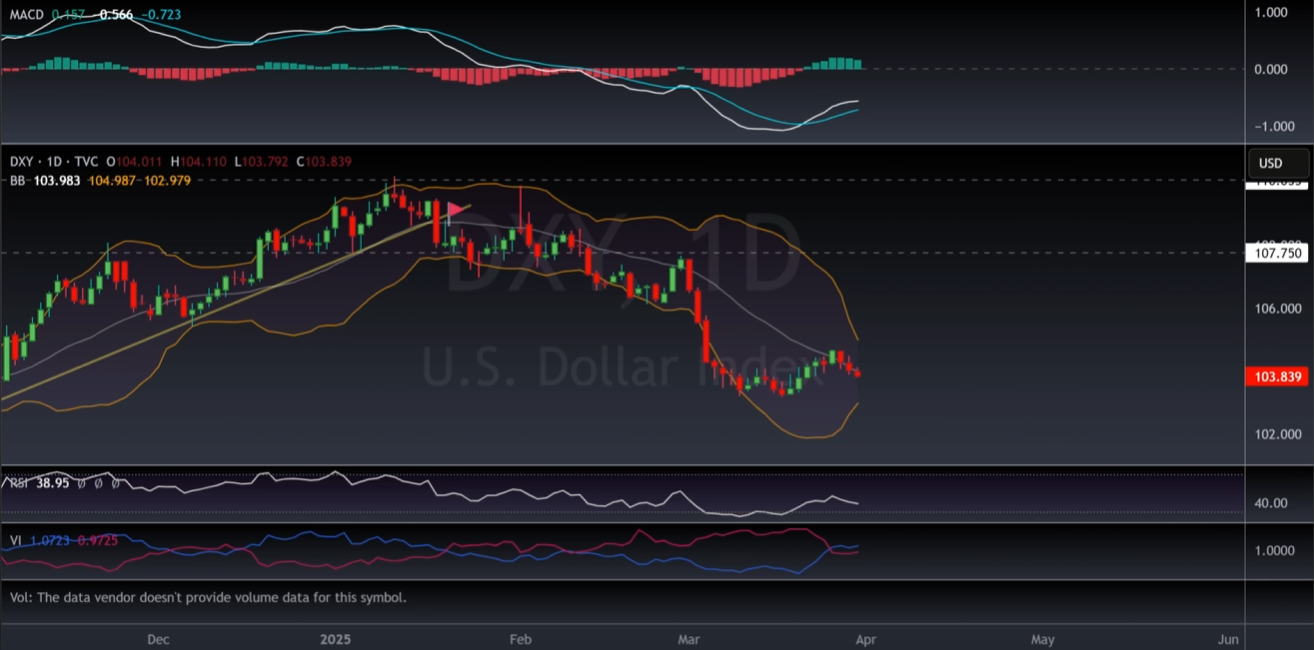 MACD 0.157 -0.566 -0.723
1.000
0.000
-1.000
DXY · 1D · TVC O104.011 H104.110 L103.792 C103.839
BB 103.983 104.987 102.979
USD
107.750
106.000
103.839
102.000
DXY, 1D
U.S. Dollar Index
RSI 38.95 Ø Ø Ø
40.00
VI 1.0723 0.9725
1.0000
Vol: The data vendor doesn't provide volume data for this symbol.
Dec 2025 Feb Mar Apr May Jun